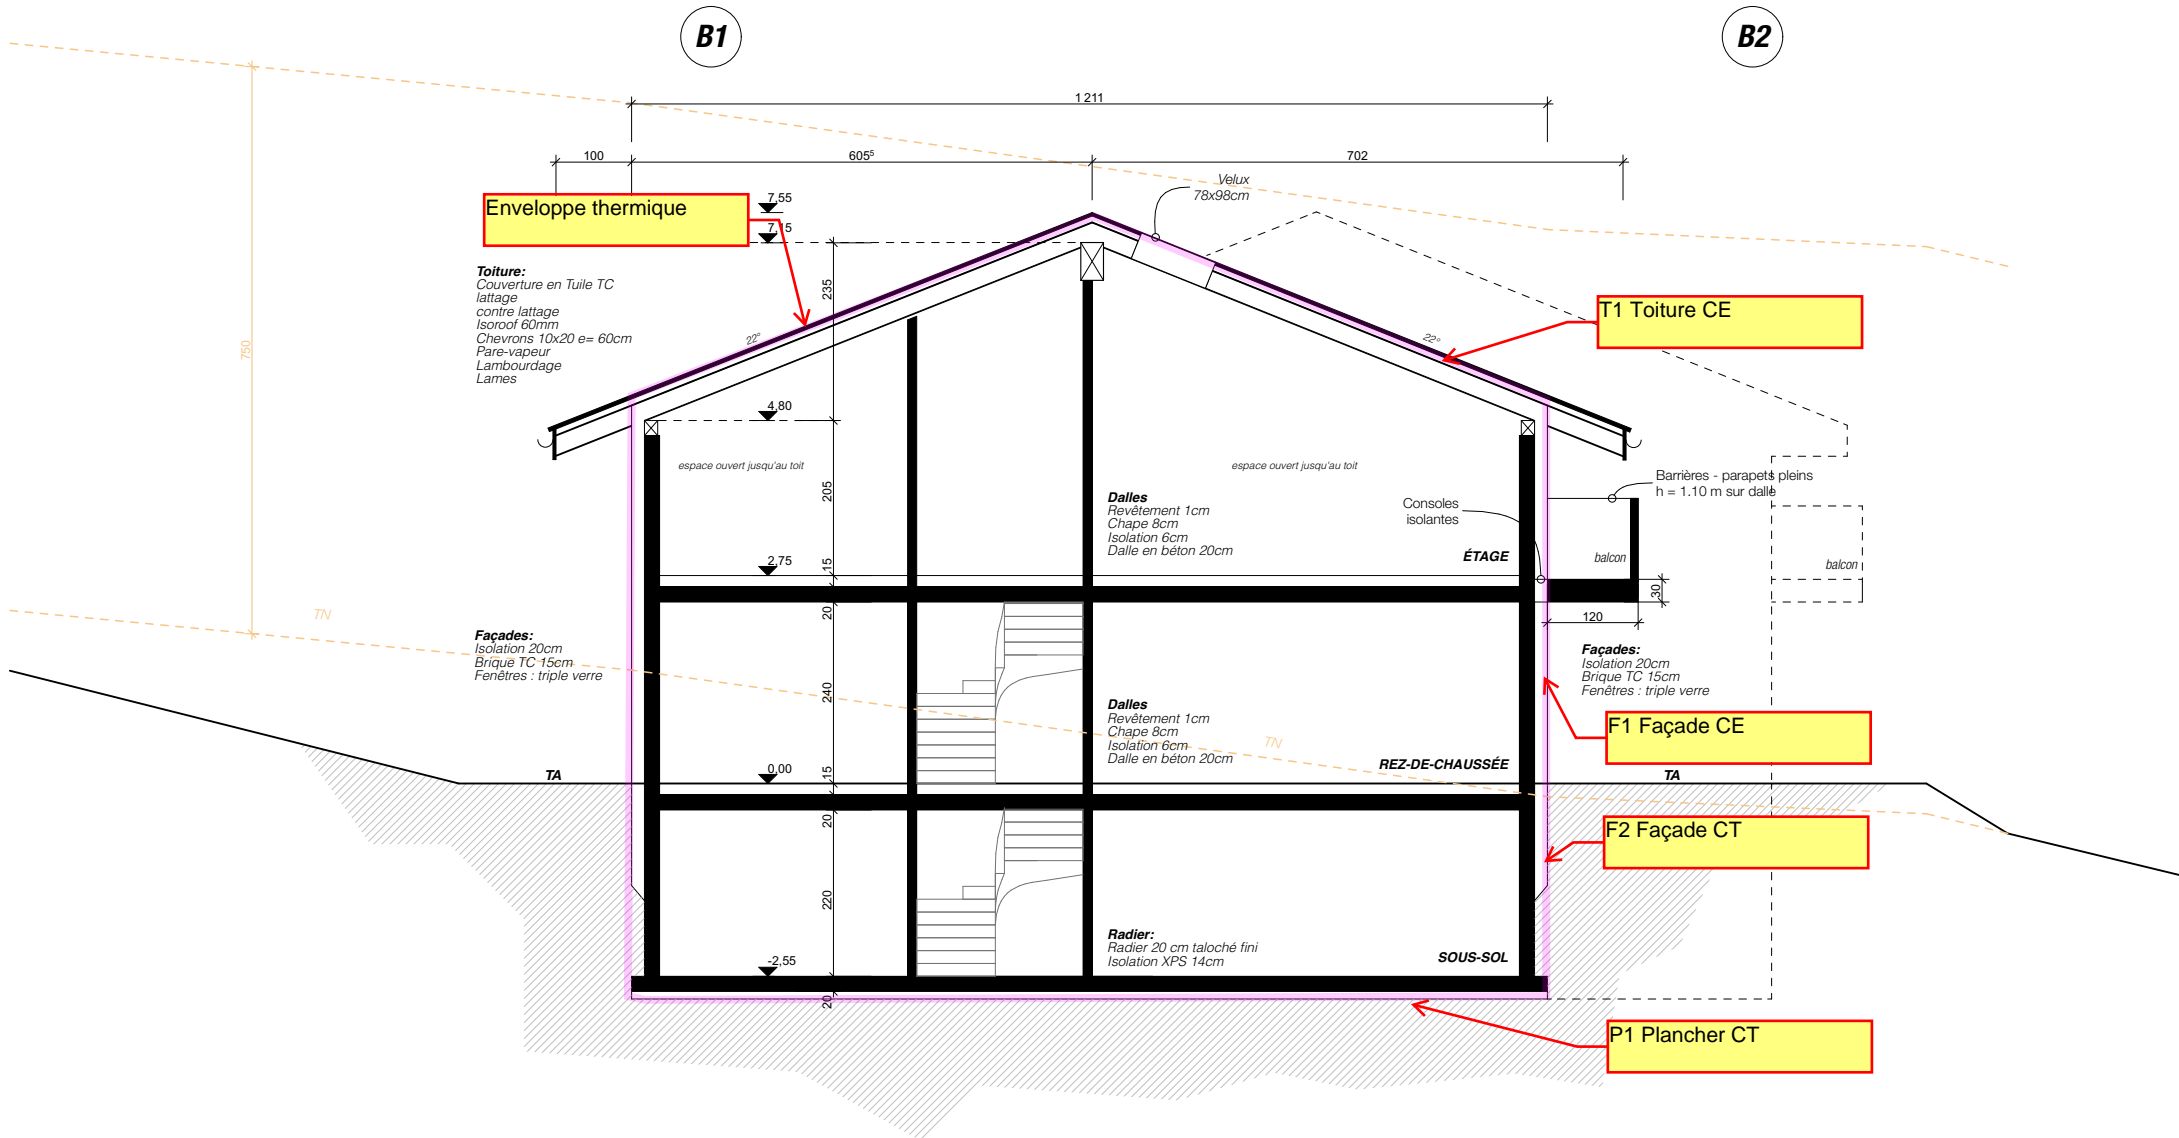 B1
B2
1 211
100
605⁵
702
Velux
78x98cm
Enveloppe thermique
7,55
7,15
Toiture:
Couverture en Tuile TC
lattage
contre lattage
Isoroof 60mm
Chevrons 10x20 e= 60cm
Pare-vapeur
Lambourdage
Lames
235
22°
22°
T1 Toiture CE
750
4,80
espace ouvert jusqu'au toit
espace ouvert jusqu'au toit
205
Dalles
Revêtement 1cm
Chape 8cm
Isolation 6cm
Dalle en béton 20cm
Consoles
isolantes
Barrières - parapets pleins
h = 1.10 m sur dalle
ÉTAGE
balcon
balcon
2,75
15
30
120
20
TN
Façades:
Isolation 20cm
Brique TC 15cm
Fenêtres : triple verre
Façades:
Isolation 20cm
Brique TC 15cm
Fenêtres : triple verre
240
Dalles
Revêtement 1cm
Chape 8cm
Isolation 6cm
Dalle en béton 20cm
TN
F1 Façade CE
REZ-DE-CHAUSSÉE
TA
0,00
15
TA
20
F2 Façade CT
220
Radier:
Radier 20 cm taloché fini
Isolation XPS 14cm
SOUS-SOL
-2,55
20
P1 Plancher CT